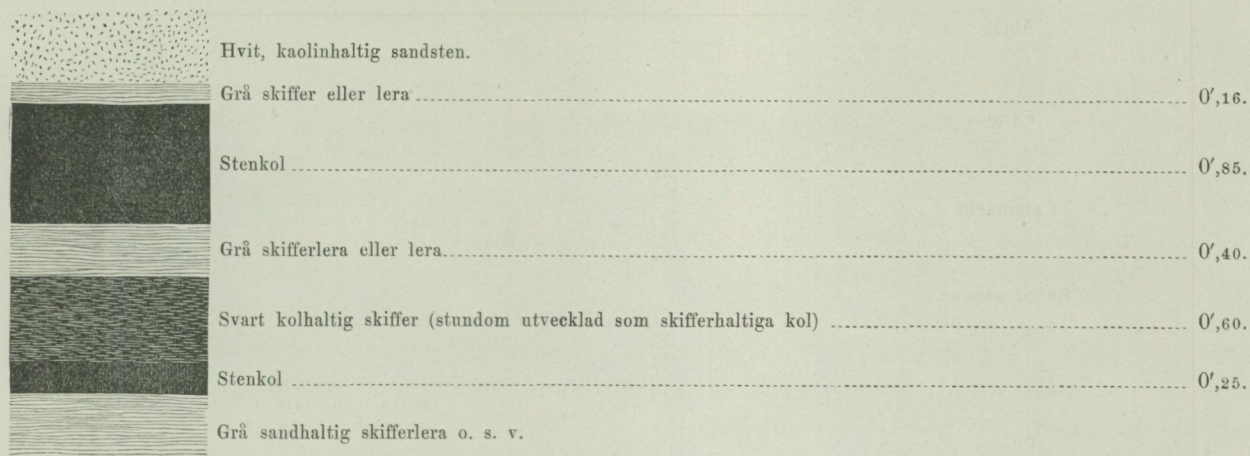 Hvit, kaolinhaltig sandsten.
Grå skiffer eller lera 0′,16.
Stenkol 0′,85.
Grå skifferlera eller lera 0′,40.
Svart kolhaltig skiffer (stundom utvecklad som skifferhaltiga kol) 0′,60.
Stenkol 0′,25.
Grå sandhaltig skifferlera o. s. v.